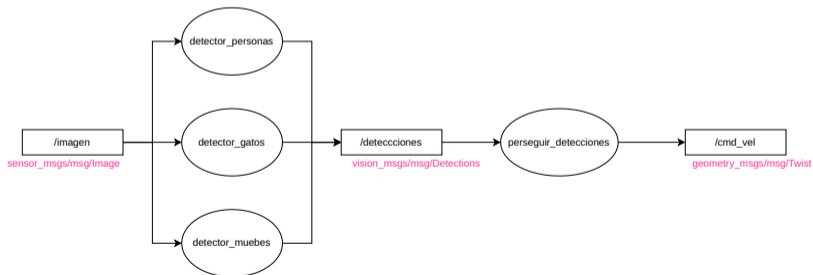 detector_personas
/imagen
sensor_msgs/msg/Image
detector_gatos
/deteccciones
vision_msgs/msg/Detections
perseguir_detecciones
/cmd_vel
geometry_msgs/msg/Twist
detector_muebes